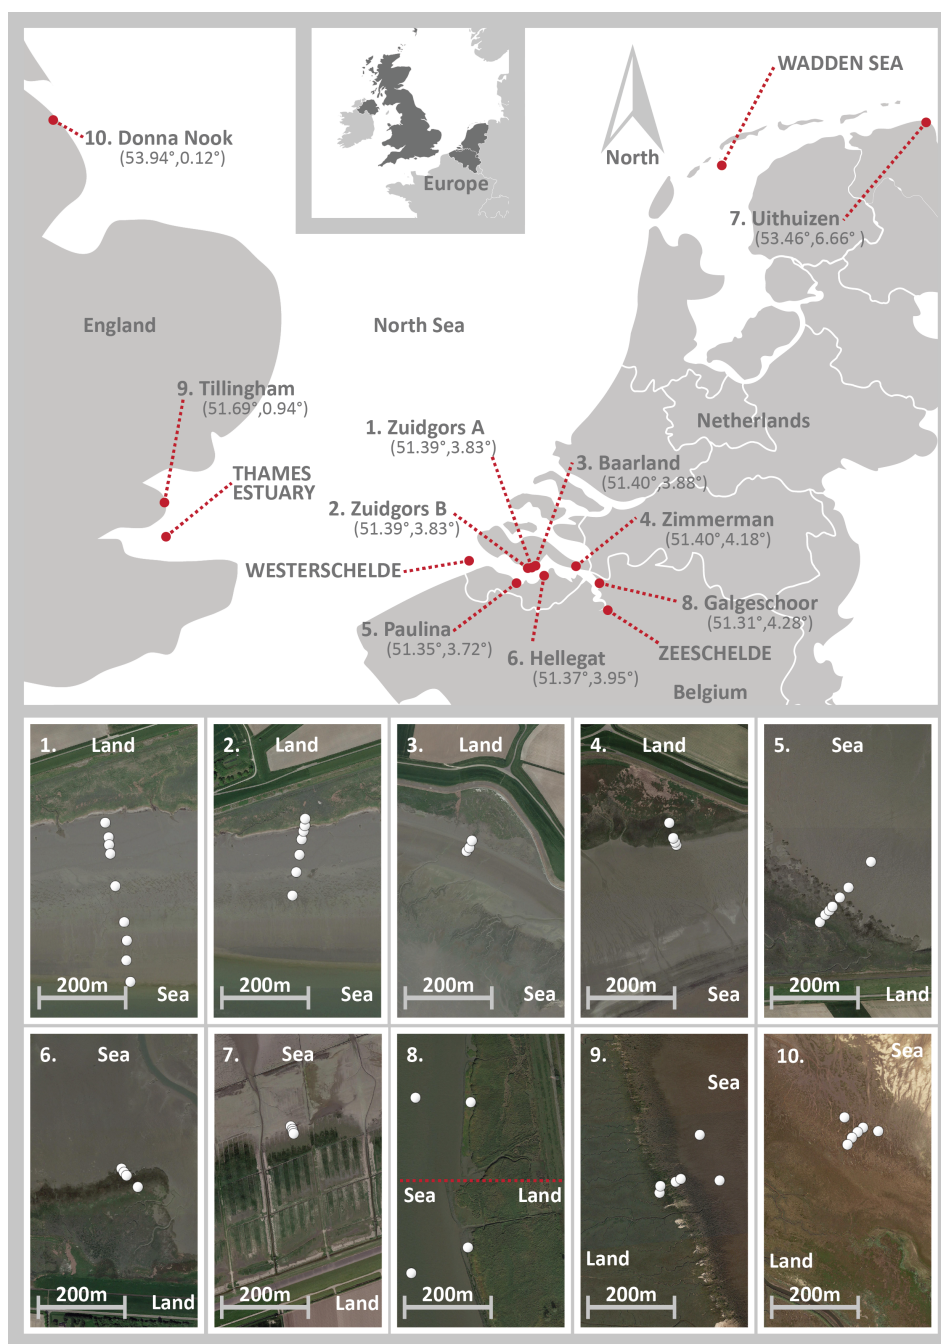 WADDEN SEA
10. Donna Nook
(53.94°,0.12°)
North
Europe
7. Uithuizen
(53.46°,6.66° )
England
North Sea
9. Tillingham
(51.69°,0.94°)
Netherlands
1. Zuidgors A
(51.39°,3.83°)
3. Baarland
(51.40°,3.88°)
THAMES
ESTUARY
2. Zuidgors B
(51.39°,3.83°)
4. Zimmerman
(51.40°,4.18°)
WESTERSCHELDE
8. Galgeschoor
(51.31°,4.28°)
5. Paulina
(51.35°,3.72°)
6. Hellegat
(51.37°,3.95°)
ZEESCHELDE
Belgium
1. Land
200m
Sea
2. Land
200m
Sea
3. Land
200m
Sea
4. Land
200m
Sea
5. Sea
200m
Land
6. Sea
200m
Land
7. Sea
200m
Land
8.
Sea Land
200m
9.
Sea
Land
200m
10. Sea
Land
200m